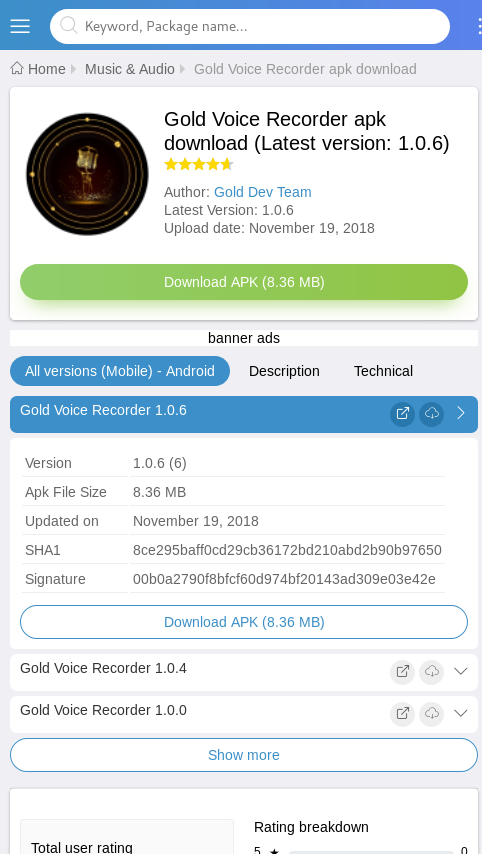 Keyword, Package name...
Home Music & Audio Gold Voice Recorder apk download
Gold Voice Recorder apk
download (Latest version: 1.0.6)
Author: Gold Dev Team
Latest Version: 1.0.6
Upload date: November 19, 2018
Download APK (8.36 MB)
banner ads
All versions (Mobile) - Android Description Technical
Gold Voice Recorder 1.0.6
Version 1.0.6 (6)
Apk File Size 8.36 MB
Updated on November 19, 2018
SHA1 8ce295baff0cd29cb36172bd210abd2b90b97650
Signature 00b0a2790f8bfcf60d974bf20143ad309e03e42e
Download APK (8.36 MB)
Gold Voice Recorder 1.0.4
Gold Voice Recorder 1.0.0
Show more
Rating breakdown
Total user rating
5 ★ 0